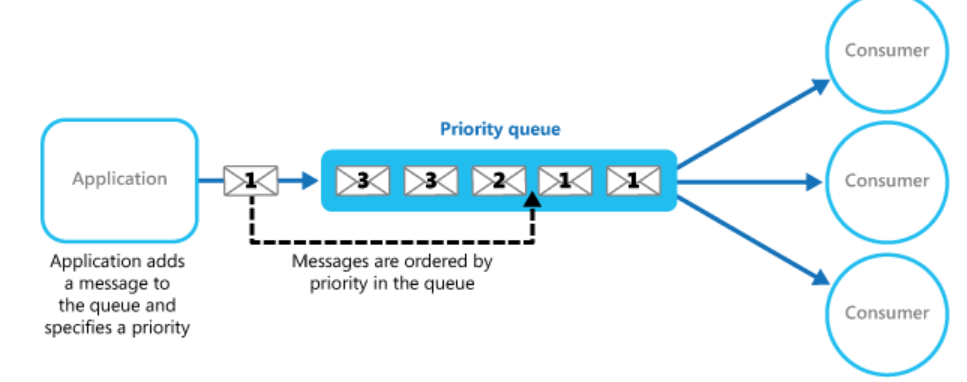 Consumer
Priority queue
Application
1
3
3
2
1
1
Consumer
Application adds
a message to
the queue and
specifies a priority
Messages are ordered by
priority in the queue
Consumer